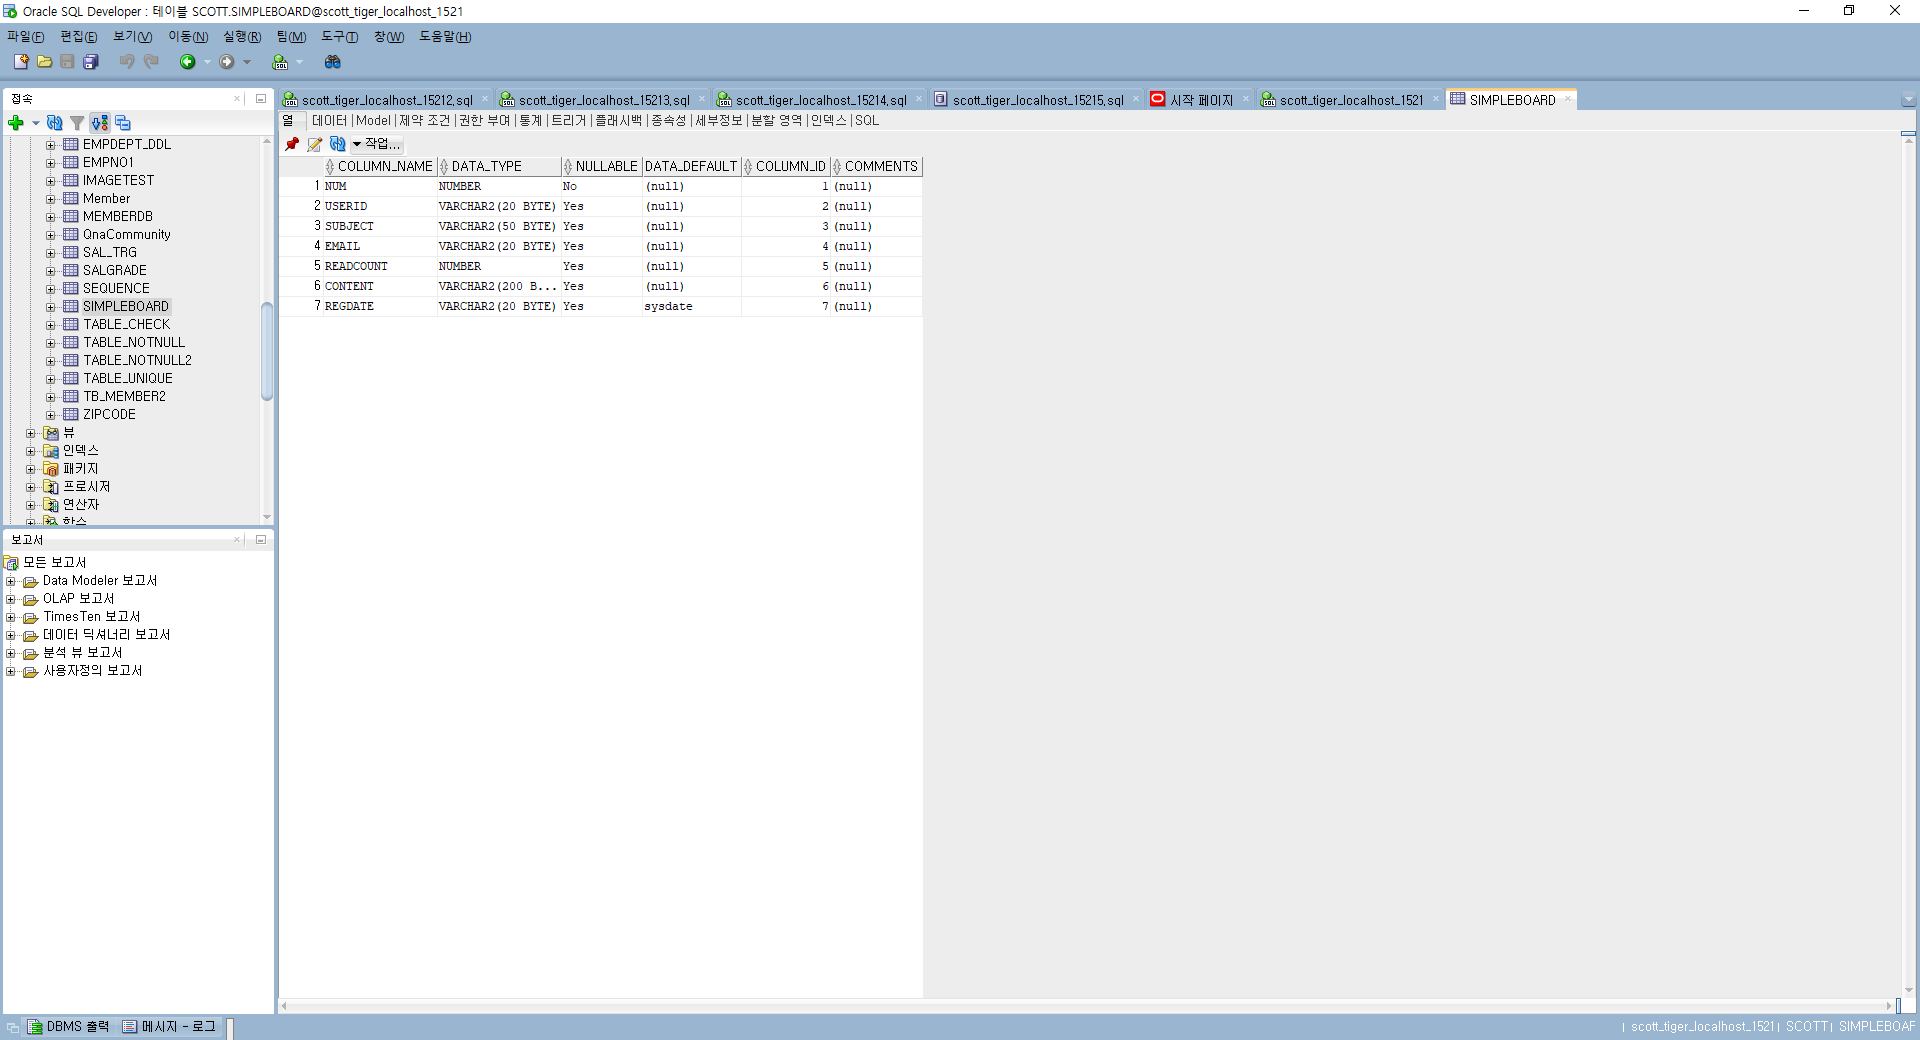 Oracle SQL Developer : 테이블 SCOTT.SIMPLEBOARD@scott_tiger_localhost_1521
파일(F) 편집(E) 보기(V) 이동(N) 실행(R) 팀(M) 도구(T) 창(W) 도움말(H)
접속
EMPDEPT_DDL
EMPNO1
IMAGETEST
Member
MEMBERDB
QnaCommunity
SAL_TRG
SALGRADE
SEQUENCE
SIMPLEBOARD
TABLE_CHECK
TABLE_NOTNULL
TABLE_NOTNULL2
TABLE_UNIQUE
TB_MEMBER2
ZIPCODE
뷰
인덱스
패키지
프로시저
연산자
함수
보고서
모든 보고서
Data Modeler 보고서
OLAP 보고서
TimesTen 보고서
데이터 딕셔너리 보고서
분석 뷰 보고서
사용자정의 보고서
scott_tiger_localhost_15212.sql scott_tiger_localhost_15213.sql scott_tiger_localhost_15214.sql scott_tiger_localhost_15215.sql 시작 페이지 scott_tiger_localhost_1521 SIMPLEBOARD
열 데이터 | Model | 제약 조건 | 권한 부여 | 통계 | 트리거 | 플래시백 | 종속성 | 세부정보 | 분할 영역 | 인덱스 | SQL
작업...
COLUMN_NAME DATA_TYPE NULLABLE DATA_DEFAULT COLUMN_ID COMMENTS
1 NUM NUMBER No (null) 1 (null)
2 USERID VARCHAR2(20 BYTE) Yes (null) 2 (null)
3 SUBJECT VARCHAR2(50 BYTE) Yes (null) 3 (null)
4 EMAIL VARCHAR2(20 BYTE) Yes (null) 4 (null)
5 READCOUNT NUMBER Yes (null) 5 (null)
6 CONTENT VARCHAR2(200 B... Yes (null) 6 (null)
7 REGDATE VARCHAR2(20 BYTE) Yes sysdate 7 (null)
DBMS 출력 메시지 - 로그
| scott_tiger_localhost_1521 | SCOTT | SIMPLEBOAF